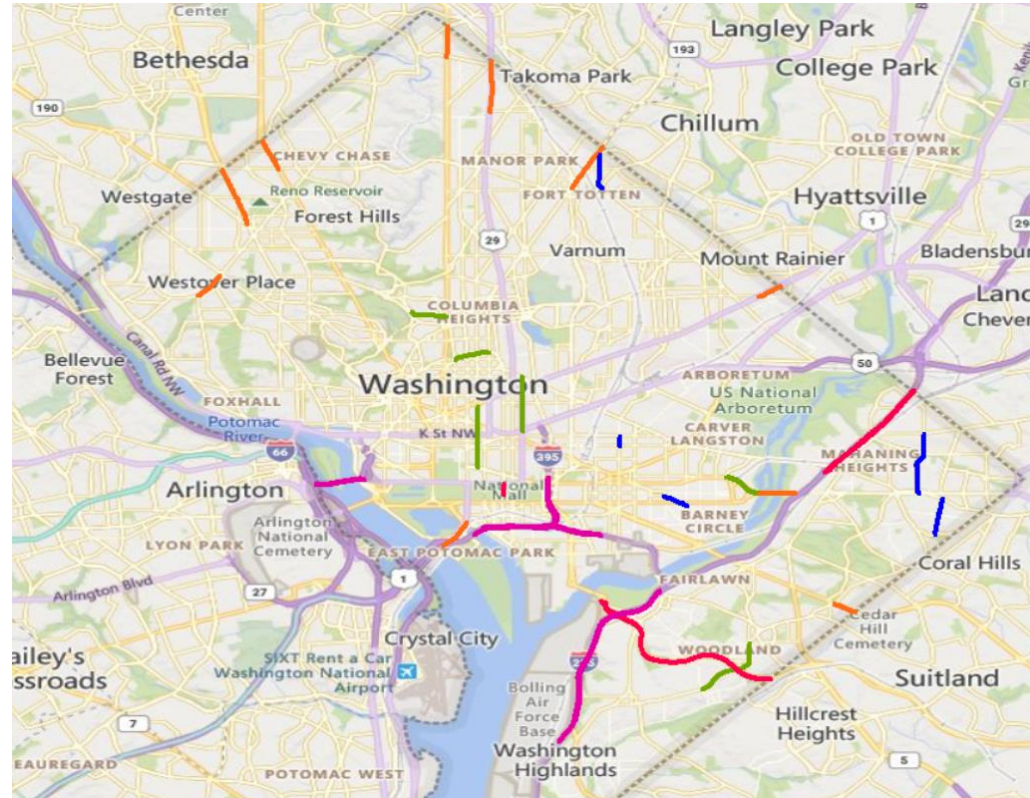 Langley Park
Bethesda
193
College Park
Takoma Park
190
Chillum
OLD TOWN
COLLEGE PARK
CHEVY CHASE
MANOR PARK
Westgate
Reno Reservoir
FORT TOTTEN
Hyattsville
Forest Hills
1
29
29
Varnum
Mount Rainier
Bladensbur
Westover Place
Land
Chever
COLUMBIA
HEIGHTS
Bellevue
Forest
Canal Rd NW
50
Washington
ARBORETUM
US National
Arboretum
FOXHALL
Potomac
River
K St NW
CARVER
LANGSTON
66
395
MAHANING
HEIGHTS
Arlington
National
Mall
BARNEY
CIRCLE
Arlington
National
Cemetery
LYON PARK
EAST POTOMAC PARK
Coral Hills
Arlington Blvd
27
1
FAIRLAWN
Cedar
Hill
Cemetery
Crystal City
ailey's
ssroads
SIXT Rent a Car
Washington National
Airport
WOODLAND
Suitland
Bolling
Air
Force
Base
7
Hillcrest
Heights
Washington
Highlands
EAUREGARD
POTOMAC WEST
5